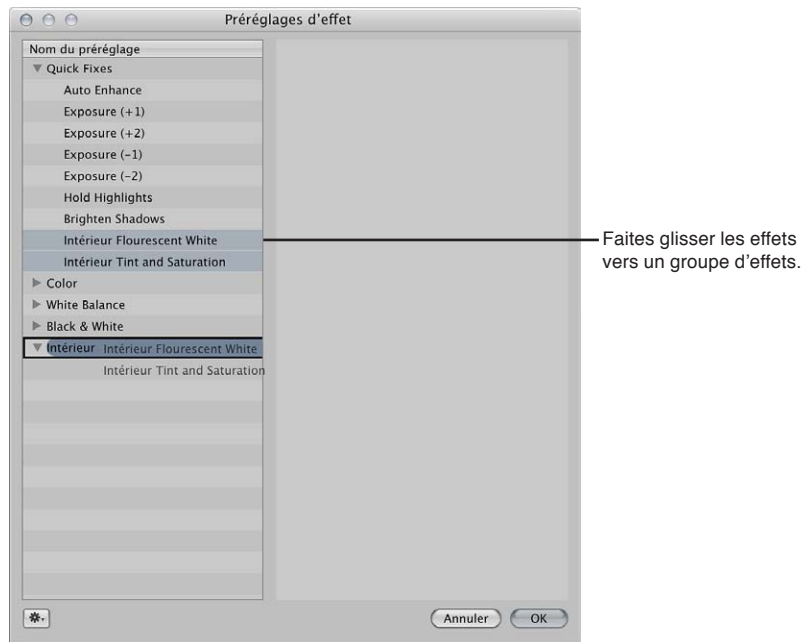 Préréglages d'effet
Nom du préréglage
Quick Fixes
Auto Enhance
Exposure (+1)
Exposure (+2)
Exposure (-1)
Exposure (-2)
Hold Highlights
Brighten Shadows
Intérieur Flourescent White
Intérieur Tint and Saturation
Color
White Balance
Black & White
Intérieur Intérieur Flourescent White
Intérieur Tint and Saturation
Faites glisser les effets
vers un groupe d'effets.
Annuler OK